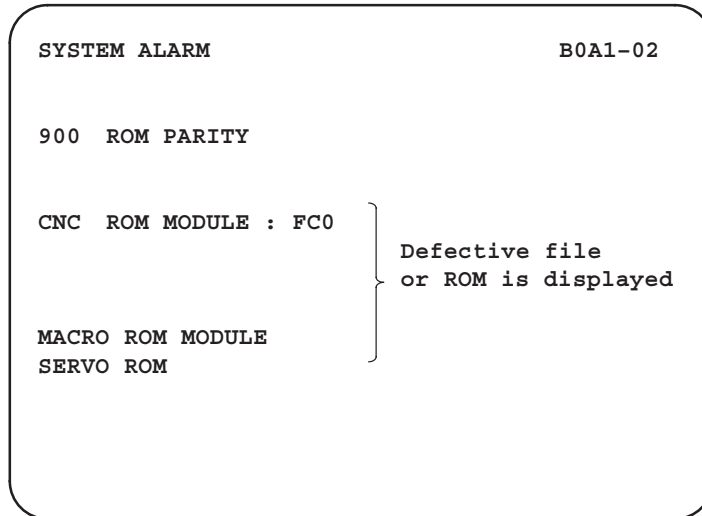 SYSTEM ALARM B0A1–02
900 ROM PARITY
CNC ROM MODULE : FC0
Defective file
or ROM is displayed
MACRO ROM MODULE
SERVO ROM